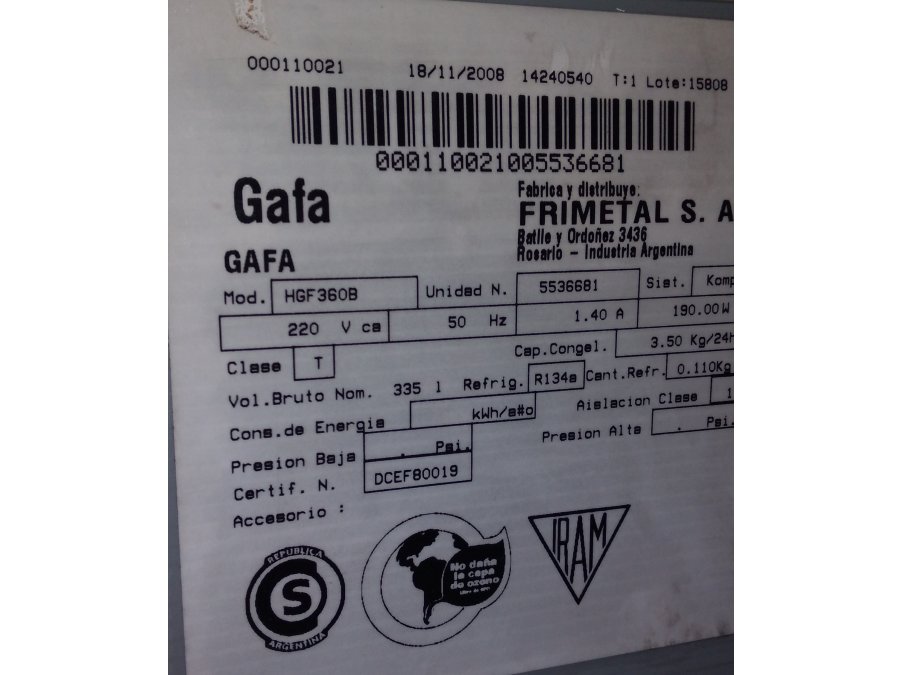 000110021 18/11/2008 14240540 T:1 Lote:15808
000110021005536681
Gafa
Fabrica y distribuye:
FRIMETAL S. A
Batlle y Ordoñez 3436
Rosario - Industria Argentina
GAFA
Mod. HGF360B Unidad N. 5536681 Sist. Komp
220 V ca 50 Hz 1.40 A 190.00W
Clase T Cap.Congel. 3.50 Kg/24H
Vol.Bruto Nom. 335 l Refrig. R134a Cant.Refr. 0.110Kg
Cons.de Energia kWh/a#o Aislacion Clase 1
Presion Baja . Psi. Presion Alta . Psi.
Certif. N. DCEF80019
Accesorio :
REPUBLICA
S
ARGENTINA
No daña
la capa
de ozono
IRAM